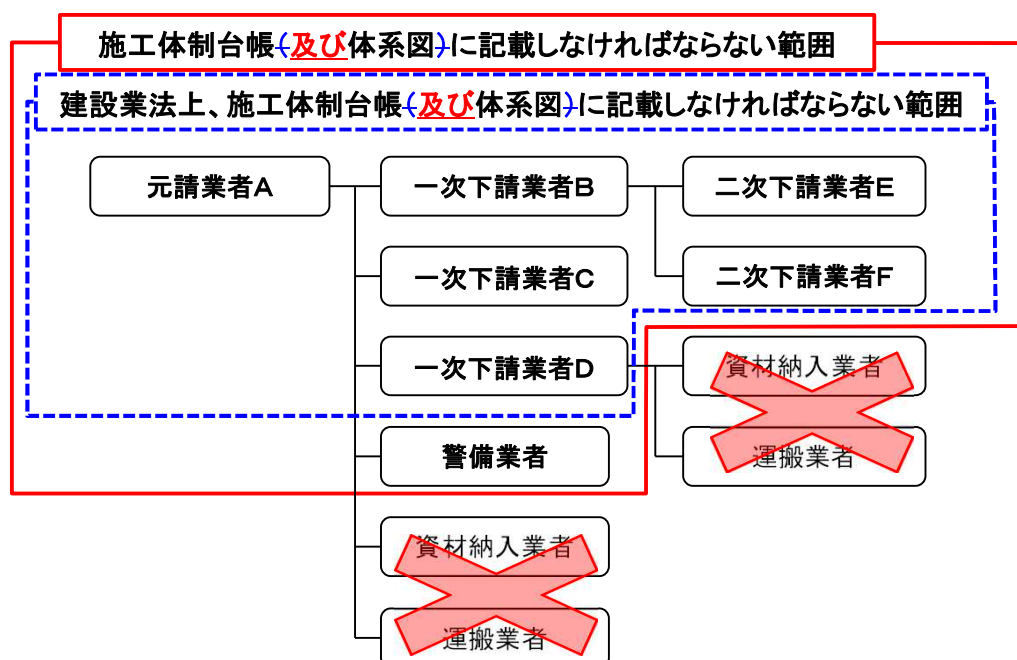 施工体制台帳(及び体系図)に記載しなければならない範囲
建設業法上、施工体制台帳(及び体系図)に記載しなければならない範囲
元請業者A
一次下請業者B
二次下請業者E
一次下請業者C
二次下請業者F
一次下請業者D
資材納入業者
警備業者
運搬業者
資材納入業者
運搬業者